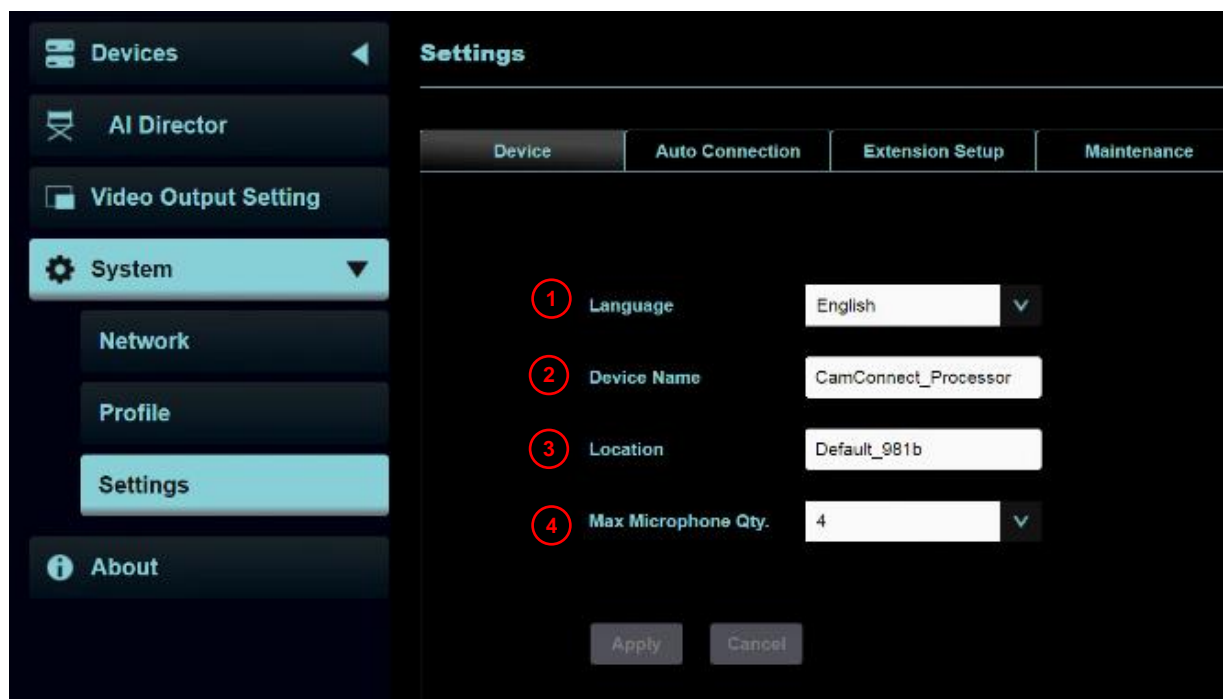 Devices
AI Director
Video Output Setting
System
Network
Profile
Settings
About
Settings
Device Auto Connection Extension Setup Maintenance
1 Language English
2 Device Name CamConnect_Processor
3 Location Default_981b
4 Max Microphone Qty. 4
Apply Cancel